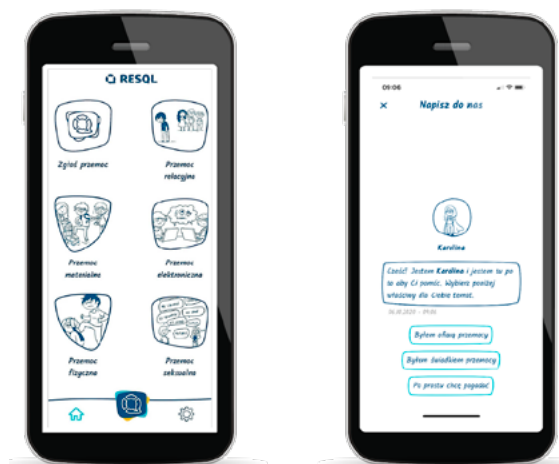 RESQL
Zgłoś przemoc
Przemoc
relacyjna
Przemoc
materialna
Przemoc
elektroniczna
Przemoc
fizyczna
Przemoc
seksualna
09:06
Napisz do nas
Karolina
Cześć! Jestem Karolina i jestem tu po
to aby Ci pomóc. Wybierz poniżej
właściwy dla Ciebie temat.
- 09:06
Byłem ofiarą przemocy
Byłem świadkiem przemocy
Po prostu chcę pogadać